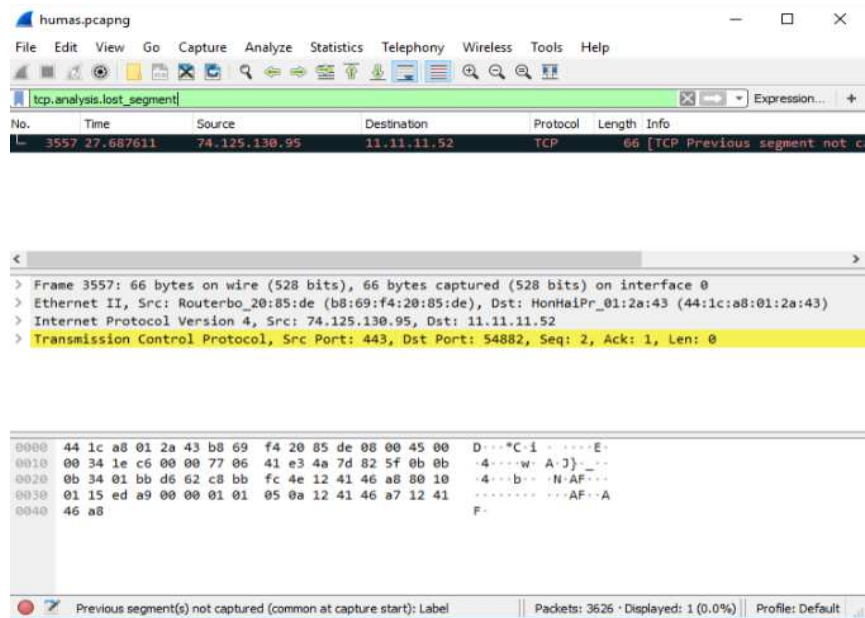 humas.pcapng
File Edit View Go Capture Analyze Statistics Telephony Wireless Tools Help
tcp.analysis.lost_segment
Expression... +
No. Time Source Destination Protocol Length Info
3557 27.687611 74.125.130.95 11.11.11.52 TCP 66 [TCP Previous segment not c
> Frame 3557: 66 bytes on wire (528 bits), 66 bytes captured (528 bits) on interface 0
> Ethernet II, Src: Routerbo_20:85:de (b8:69:f4:20:85:de), Dst: HonHaiPr_01:2a:43 (44:1c:a8:01:2a:43)
> Internet Protocol Version 4, Src: 74.125.130.95, Dst: 11.11.11.52
> Transmission Control Protocol, Src Port: 443, Dst Port: 54882, Seq: 2, Ack: 1, Len: 0
0000 44 1c a8 01 2a 43 b8 69 f4 20 85 de 08 00 45 00 D···*C·i · ····E·
0010 00 34 1e c6 00 00 77 06 41 e3 4a 7d 82 5f 0b 0b ·4····w· A·J}·_··
0020 0b 34 01 bb d6 62 c8 bb fc 4e 12 41 46 a8 80 10 ·4···b·· ·N·AF···
0030 01 15 ed a9 00 00 01 01 05 0a 12 41 46 a7 12 41 ········ ···AF··A
0040 46 a8 F·
Previous segment(s) not captured (common at capture start): Label Packets: 3626 · Displayed: 1 (0.0%) Profile: Default